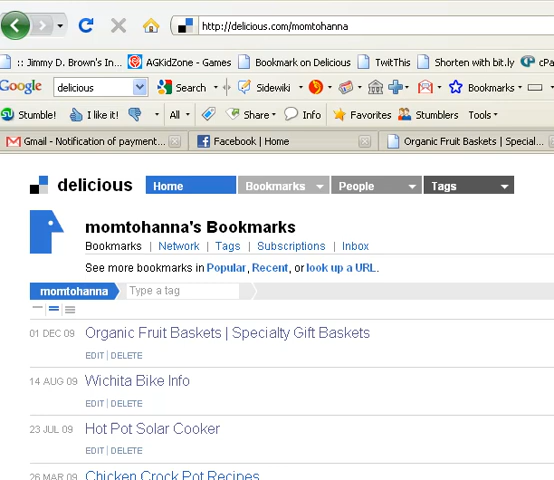 http://delicious.com/momtohanna
:: Jimmy D. Brown's In... AGKidZone - Games Bookmark on Delicious TwitThis Shorten with bit.ly cPa
Google delicious Search Sidewiki Bookmarks
Stumble! I like it! All Share Info Favorites Stumblers Tools
Gmail - Notification of payment... Facebook | Home Organic Fruit Baskets | Special...
delicious Home Bookmarks People Tags
momtohanna's Bookmarks
Bookmarks | Network | Tags | Subscriptions | Inbox
See more bookmarks in Popular, Recent, or look up a URL.
momtohanna Type a tag
01 DEC 09 Organic Fruit Baskets | Specialty Gift Baskets
EDIT | DELETE
14 AUG 09 Wichita Bike Info
EDIT | DELETE
23 JUL 09 Hot Pot Solar Cooker
EDIT | DELETE
26 MAR 09 Chicken Crock Pot Recipes